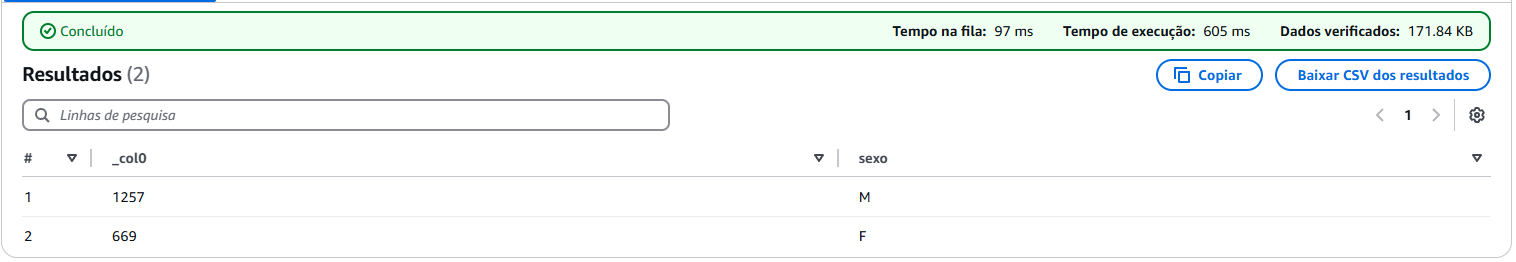 Concluído Tempo na fila: 97 ms Tempo de execução: 605 ms Dados verificados: 171.84 KB
Resultados (2) Copiar Baixar CSV dos resultados
Linhas de pesquisa 1
# _col0 sexo
1 1257 M
2 669 F